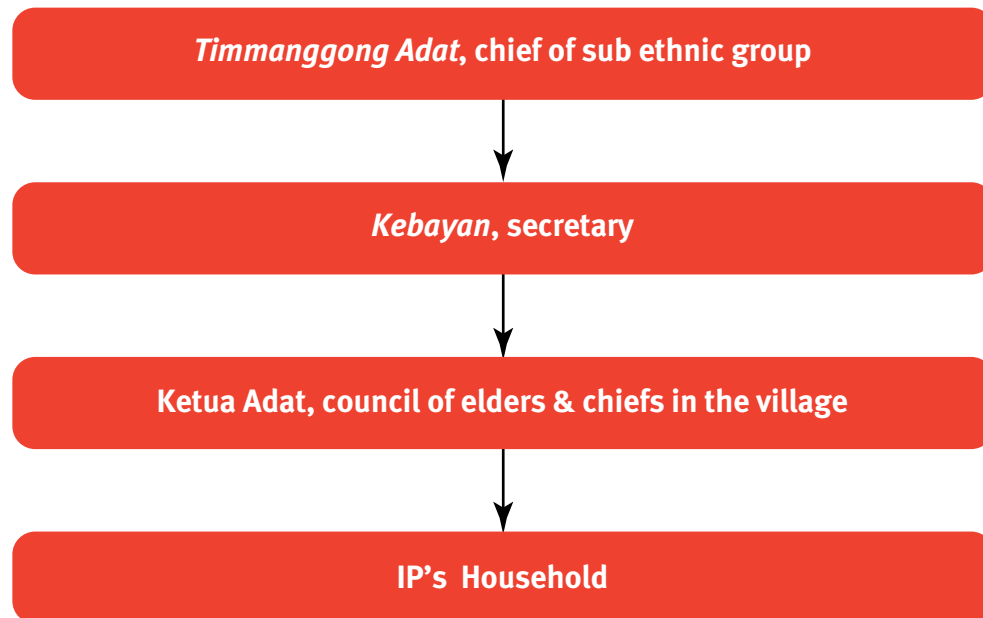 Timmanggong Adat, chief of sub ethnic group
Kebayan, secretary
Ketua Adat, council of elders & chiefs in the village
IP’s Household